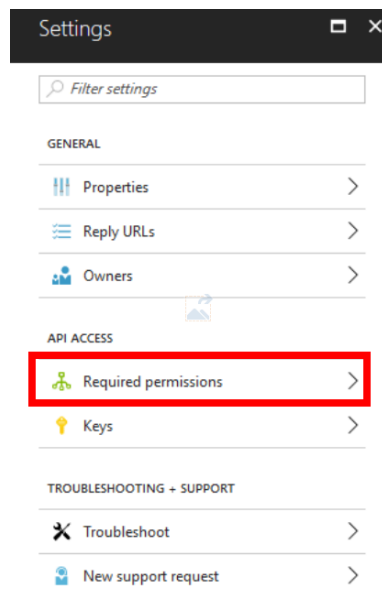 Settings
Filter settings
GENERAL
Properties
Reply URLs
Owners
API ACCESS
Required permissions
Keys
TROUBLESHOOTING + SUPPORT
Troubleshoot
New support request